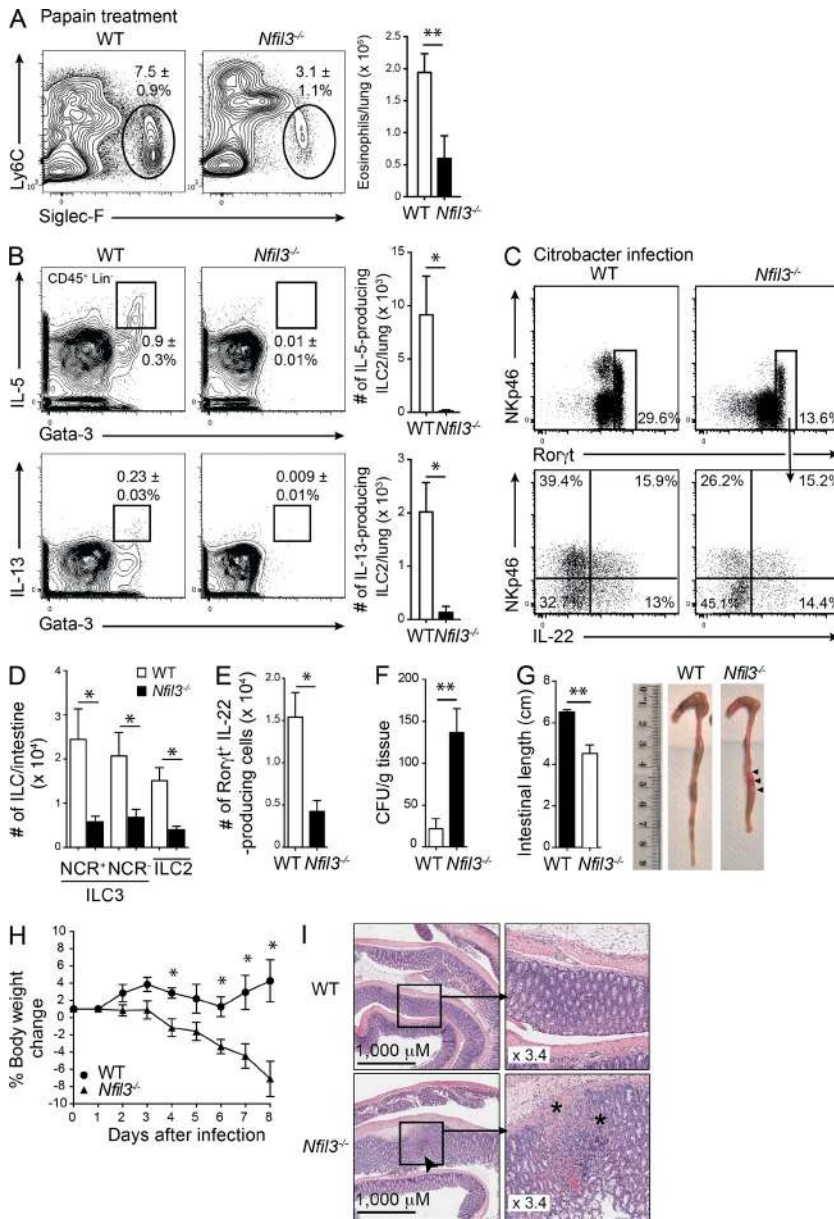 A Papain treatment
WT
Nfil3-/-
7.5 ±
0.9%
3.1 ±
1.1%
Ly6C
Siglec-F
10³
0
10³
0
Eosinophils/lung (x 10⁵)
2.5
2.0
1.5
1.0
0.5
0
**
WT Nfil3-/-
B
WT
Nfil3-/-
CD45⁺ Lin⁻
0.9 ±
0.3%
0.01 ±
0.01%
IL-5
Gata-3
# of IL-5-producing
ILC2/lung (x 10³)
15
10
5
0
*
WT Nfil3-/-
0.23 ±
0.03%
0.009 ±
0.01%
IL-13
Gata-3
# of IL-13-producing
ILC2/lung (x 10³)
3
2
1
0
*
WT Nfil3-/-
C Citrobacter infection
WT
Nfil3-/-
NKp46
29.6%
13.6%
Rorγt
39.4%
15.9%
26.2%
15.2%
NKp46
32.7%
13%
45.1%
14.4%
IL-22
D
WT
Nfil3-/-
# of ILC/intestine
(x 10⁴)
4
3
2
1
0
*
*
*
NCR⁺ NCR⁻ ILC2
ILC3
E
# of Rorγt⁺ IL-22
-producing cells (x 10⁴)
2.0
1.5
1.0
0.5
0
*
WT Nfil3-/-
F
CFU/g tissue
200
150
100
50
0
**
WT Nfil3-/-
G
Intestinal length (cm)
8
6
4
2
0
**
WT Nfil3-/-
WT
Nfil3-/-
H
% Body weight
change
10
8
6
4
2
0
-2
-4
-6
-8
-10
* * * *
WT
Nfil3-/-
0 1 2 3 4 5 6 7 8
Days after infection
I
WT
1,000 μM
x 3.4
Nfil3-/-
1,000 μM
* *
x 3.4